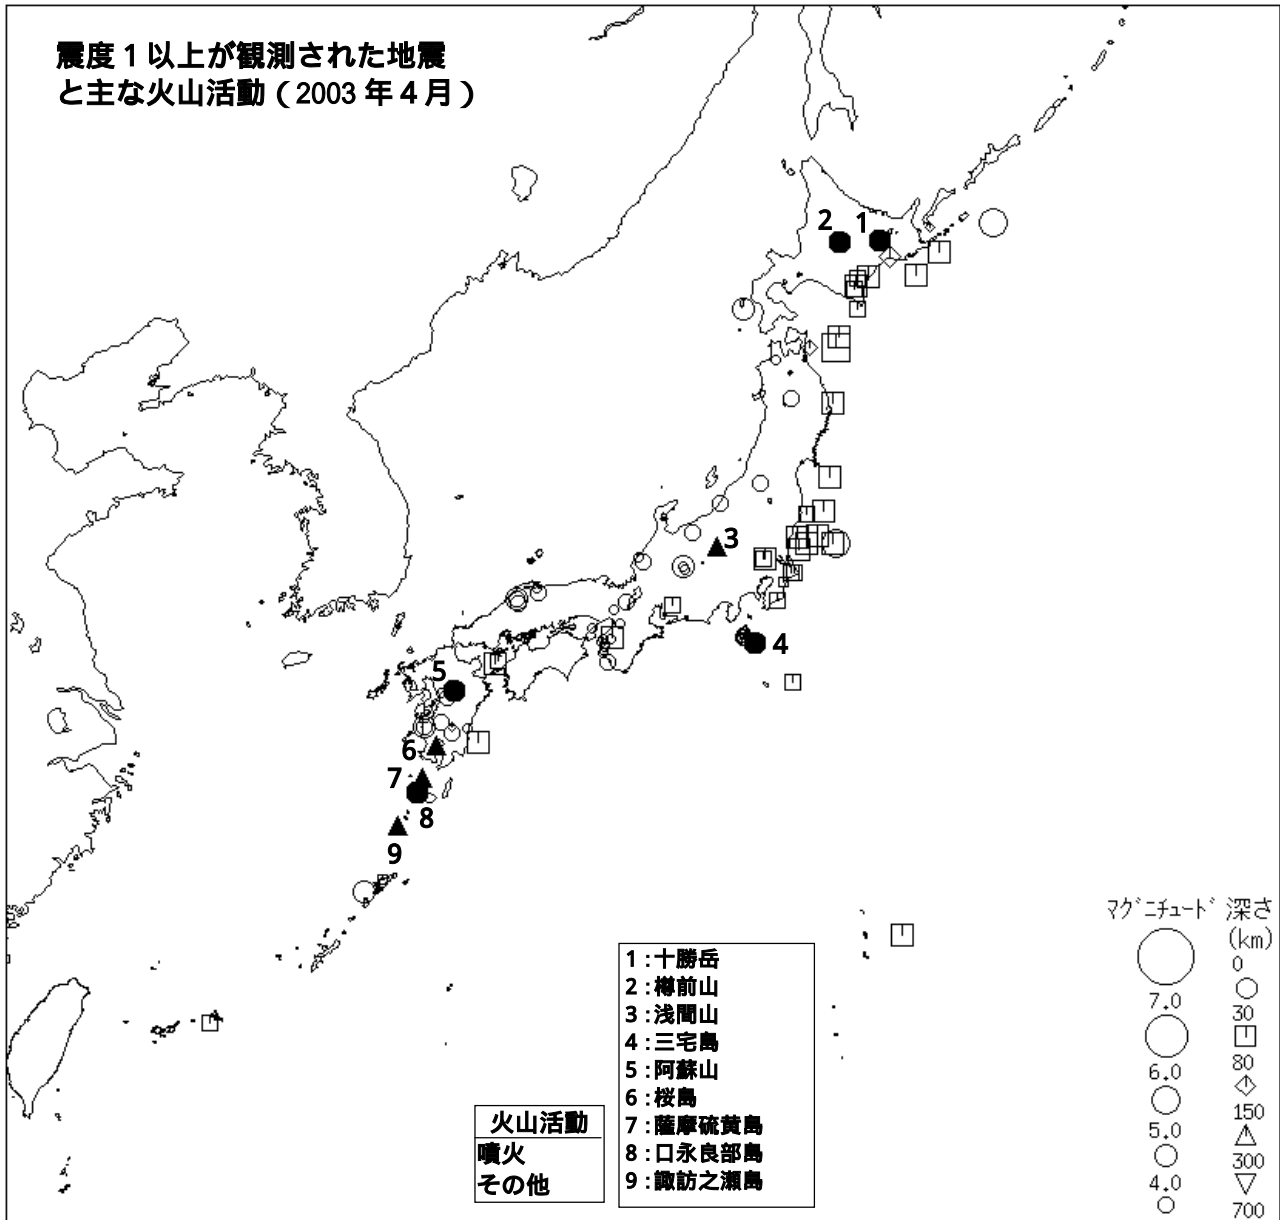 震度１以上が観測された地震
と主な火山活動（2003 年４月）
2
1
3
4
5
6
7
8
9
1：十勝岳
2：樽前山
3：浅間山
4：三宅島
5：阿蘇山
6：桜島
7：薩摩硫黄島
8：口永良部島
9：諏訪之瀬島
火山活動
噴火
その他
マグニチュード
7.0
6.0
5.0
4.0
深さ
(km)
0
30
80
150
300
700